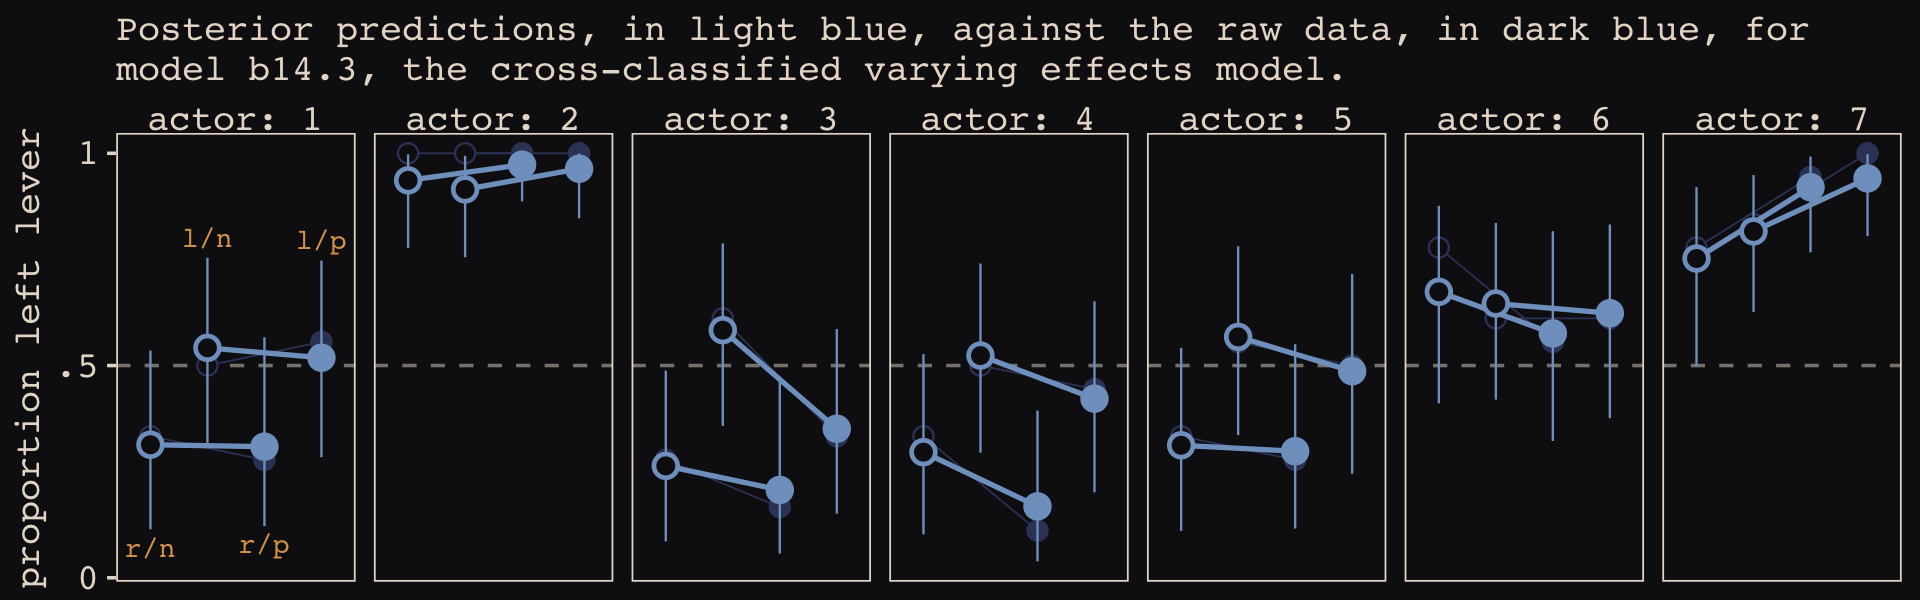 Posterior predictions, in light blue, against the raw data, in dark blue, for
model b14.3, the cross-classified varying effects model.
actor: 1
actor: 2
actor: 3
actor: 4
actor: 5
actor: 6
actor: 7
proportion left lever
1
.5
0
l/n
l/p
r/n
r/p